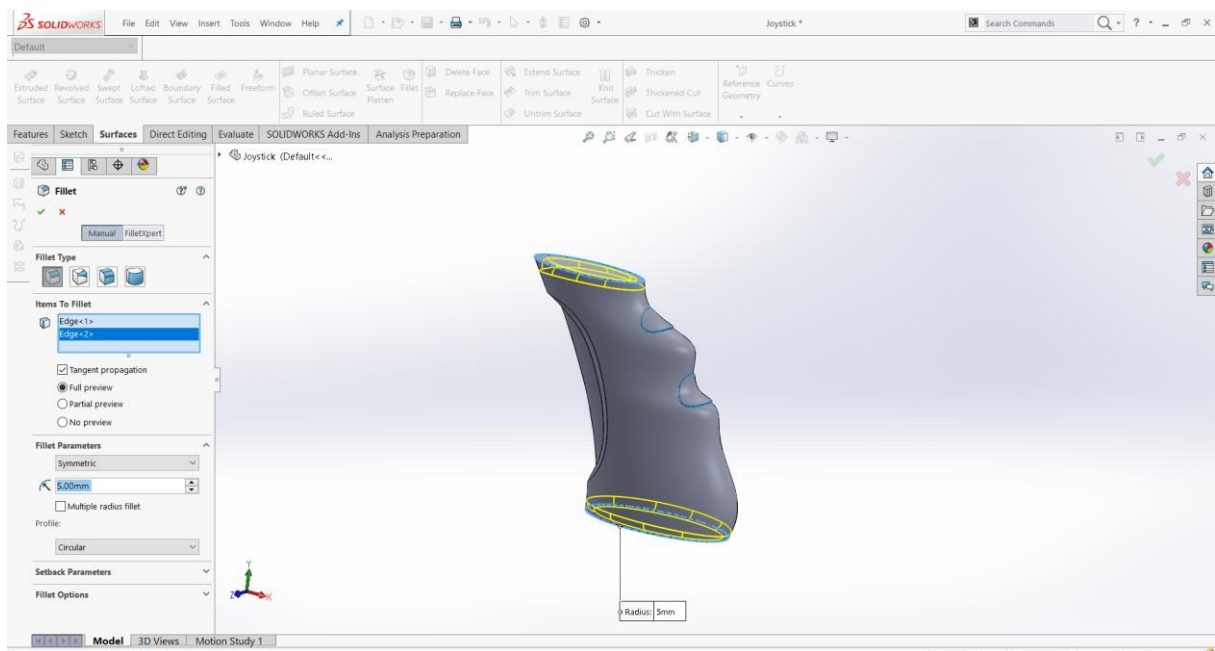 SOLIDWORKS File Edit View Insert Tools Window Help Joystick * Search Commands ?
Default
Extruded Surface
Revolved Surface
Swept Surface
Lofted Surface
Boundary Surface
Filled Surface
Freeform
Planar Surface
Offset Surface
Ruled Surface
Surface Flatten
Fillet
Delete Face
Replace Face
Extend Surface
Trim Surface
Untrim Surface
Knit Surface
Thicken
Thickened Cut
Cut With Surface
Reference Geometry
Curves
Features Sketch Surfaces Direct Editing Evaluate SOLIDWORKS Add-Ins Analysis Preparation
Joystick (Default<<...
Fillet
Manual FilletXpert
Fillet Type
Items To Fillet
Edge<1>
Edge<2>
Tangent propagation
Full preview
Partial preview
No preview
Fillet Parameters
Symmetric
5.00mm
Multiple radius fillet
Profile:
Circular
Setback Parameters
Fillet Options
Y
Z X
Radius: 5mm
Model 3D Views Motion Study 1